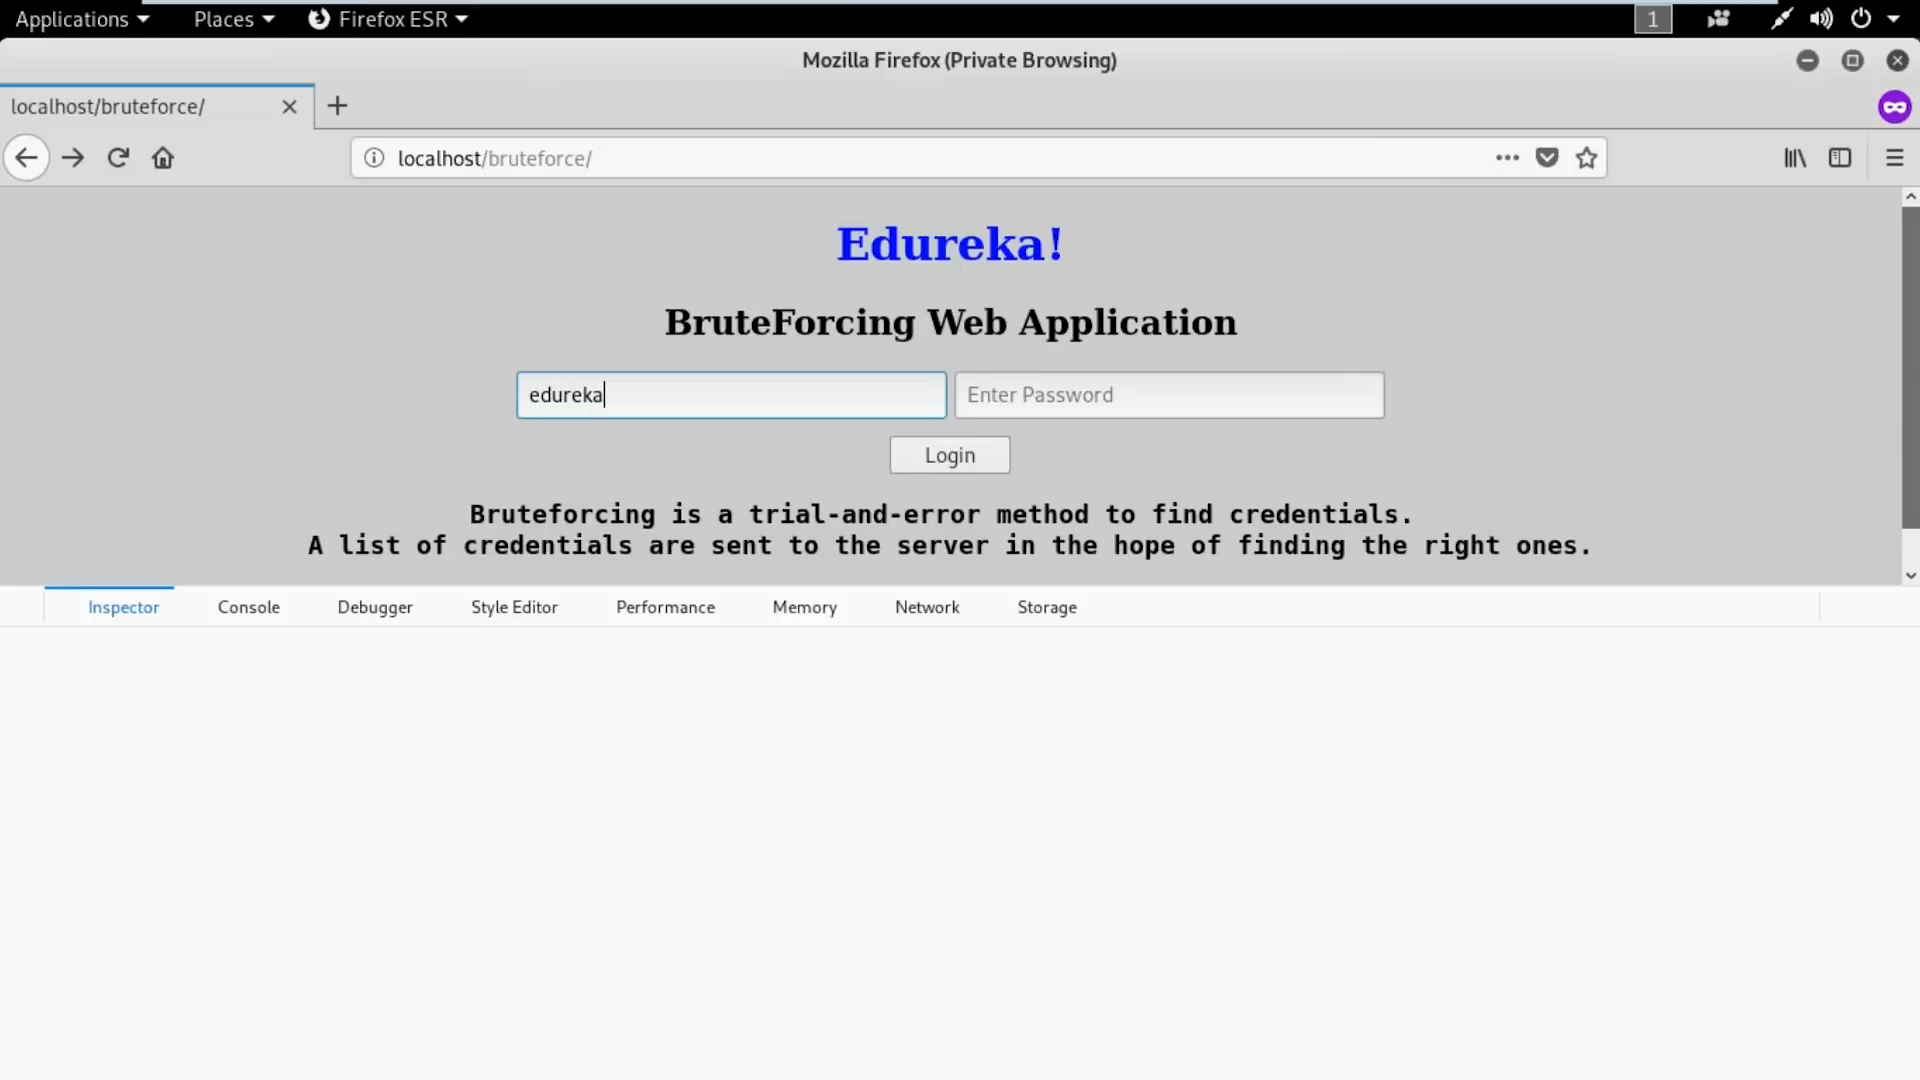 Applications Places Firefox ESR 1
Mozilla Firefox (Private Browsing)
localhost/bruteforce/
localhost/bruteforce/
Edureka!
BruteForcing Web Application
edureka Enter Password
Login
Bruteforcing is a trial-and-error method to find credentials.
A list of credentials are sent to the server in the hope of finding the right ones.
Inspector Console Debugger Style Editor Performance Memory Network Storage